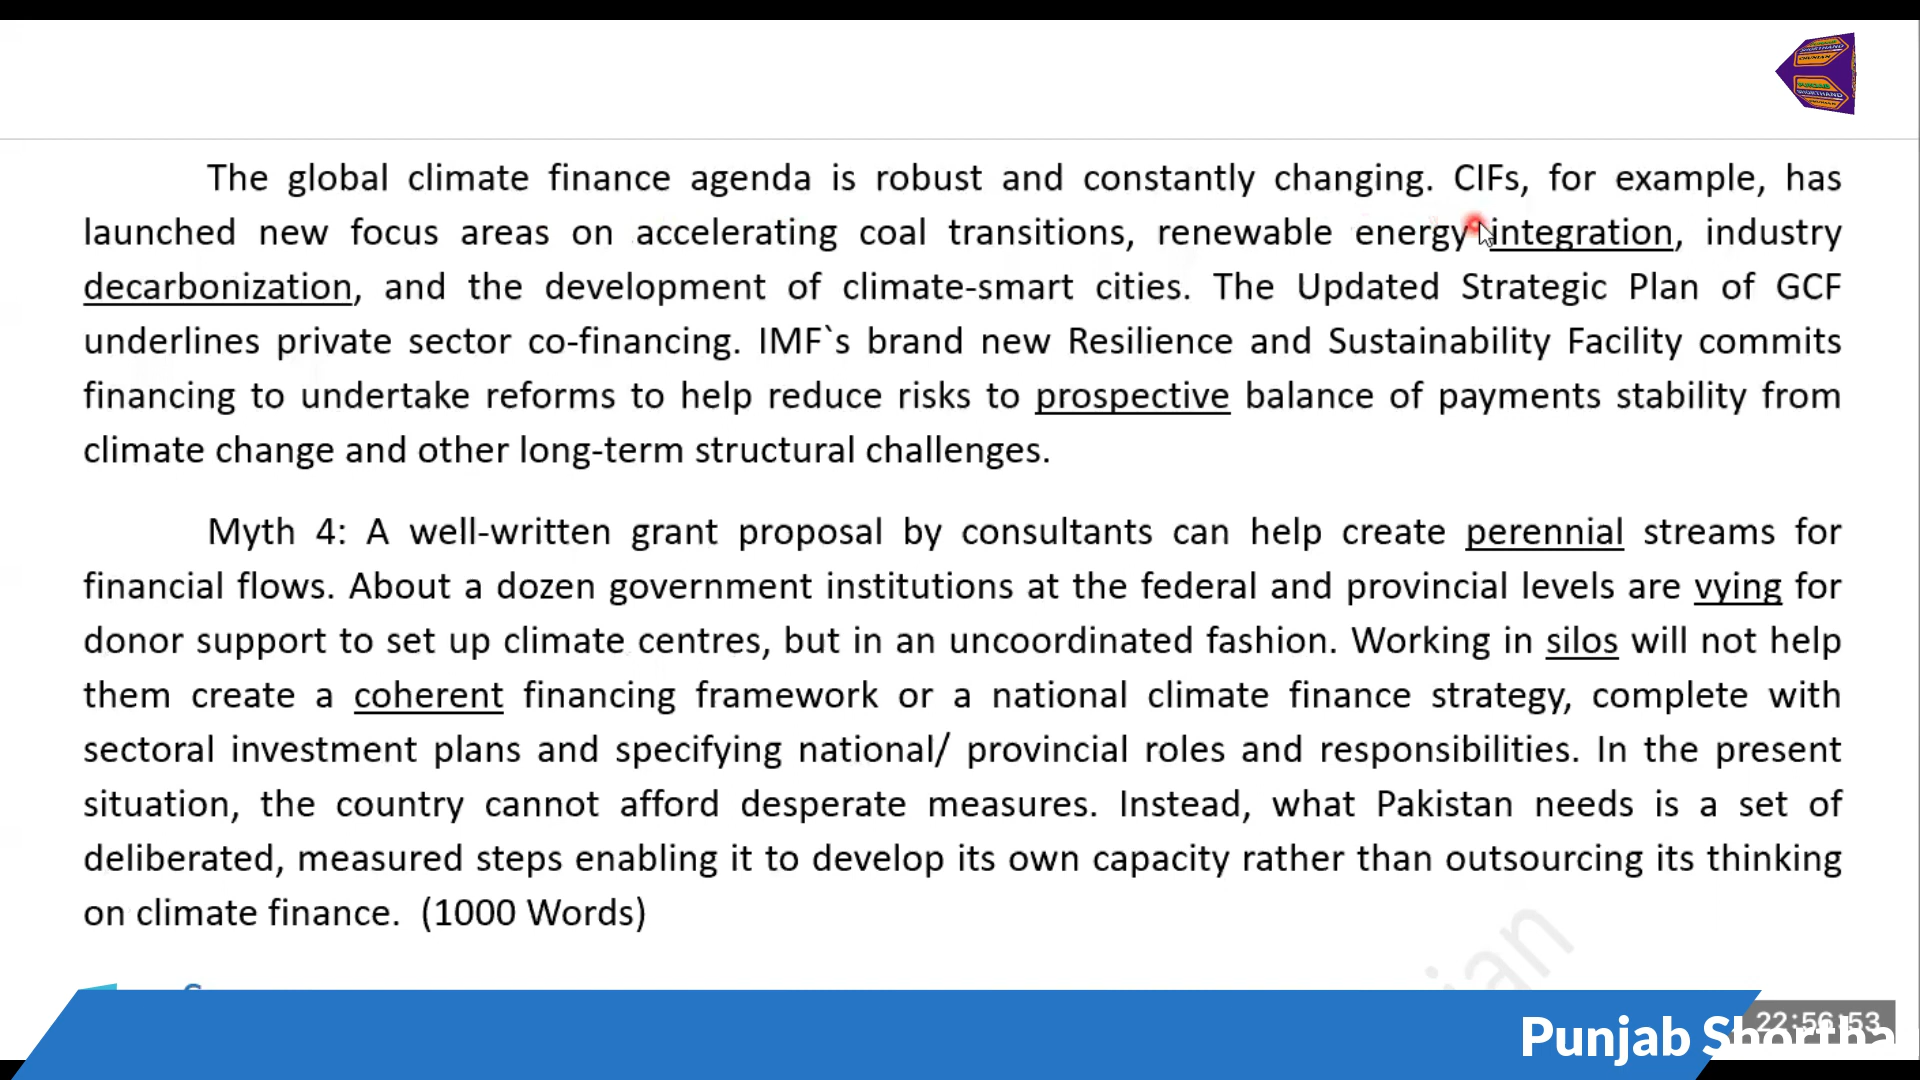 The global climate finance agenda is robust and constantly changing. CIFs, for example, has
launched new focus areas on accelerating coal transitions, renewable energy integration, industry
decarbonization, and the development of climate-smart cities. The Updated Strategic Plan of GCF
underlines private sector co-financing. IMF`s brand new Resilience and Sustainability Facility commits
financing to undertake reforms to help reduce risks to prospective balance of payments stability from
climate change and other long-term structural challenges.
Myth 4: A well-written grant proposal by consultants can help create perennial streams for
financial flows. About a dozen government institutions at the federal and provincial levels are vying for
donor support to set up climate centres, but in an uncoordinated fashion. Working in silos will not help
them create a coherent financing framework or a national climate finance strategy, complete with
sectoral investment plans and specifying national/ provincial roles and responsibilities. In the present
situation, the country cannot afford desperate measures. Instead, what Pakistan needs is a set of
deliberated, measured steps enabling it to develop its own capacity rather than outsourcing its thinking
on climate finance. (1000 Words)
Punjab
22:56:53